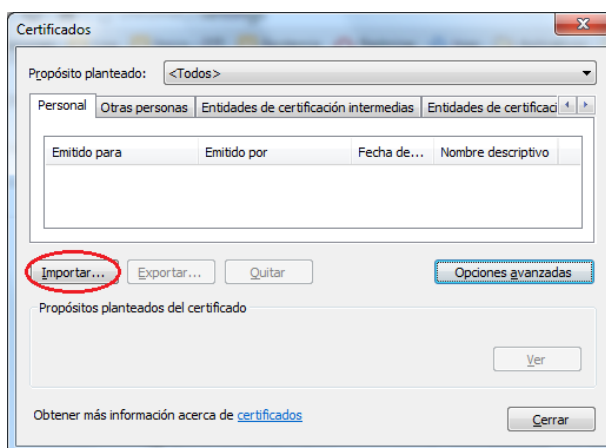 Certificados
Propósito planteado: <Todos>
Personal Otras personas Entidades de certificación intermedias Entidades de certificaci
Emitido para Emitido por Fecha de... Nombre descriptivo
Importar... Exportar... Quitar Opciones avanzadas
Propósitos planteados del certificado
Ver
Obtener más información acerca de certificados
Cerrar